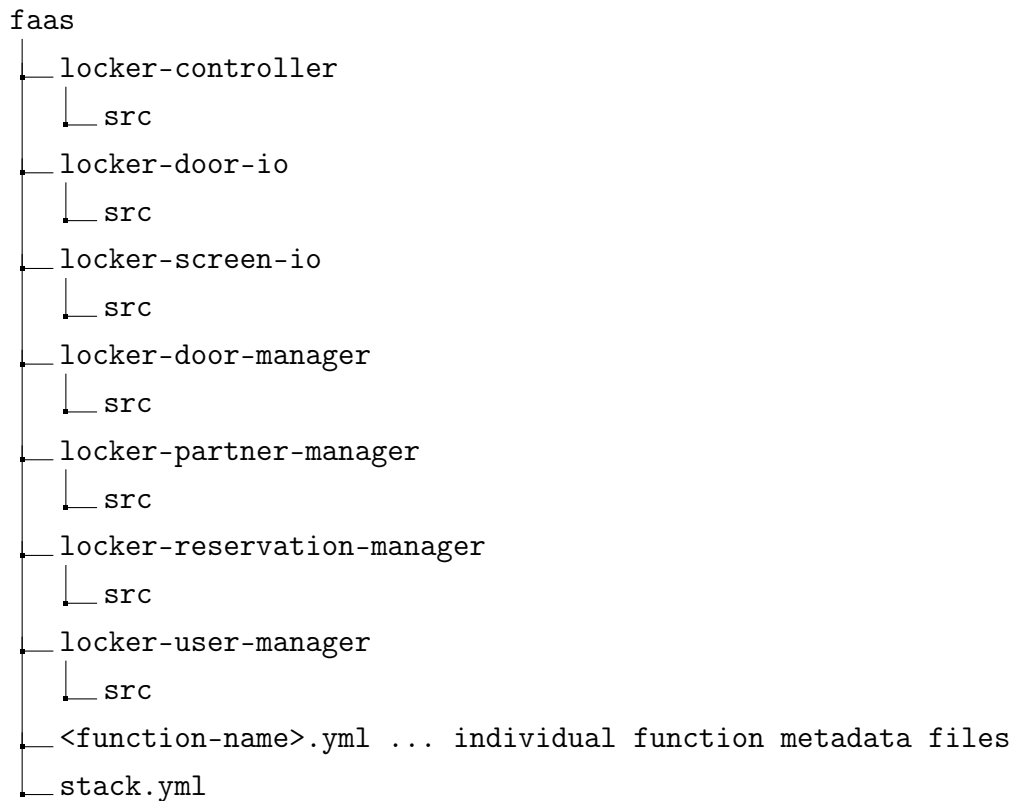 faas
locker-controller
src
locker-door-io
src
locker-screen-io
src
locker-door-manager
src
locker-partner-manager
src
locker-reservation-manager
src
locker-user-manager
src
<function-name>.yml ... individual function metadata files
stack.yml